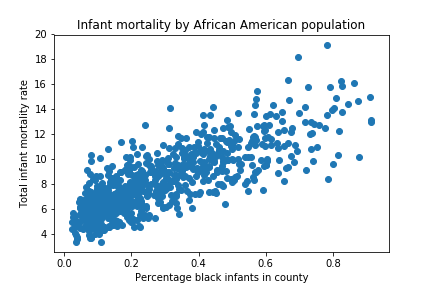 Infant mortality by African American population
20
18
16
14
12
10
8
6
4
Total infant mortality rate
0.0 0.2 0.4 0.6 0.8
Percentage black infants in county